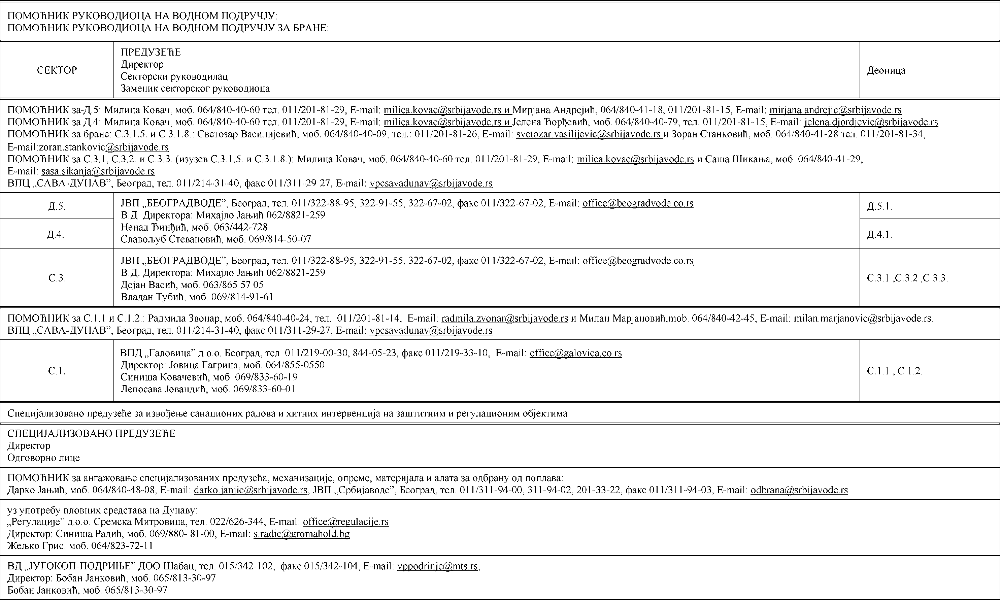 ПОМОЋНИК РУКОВОДИОЦА НА ВОДНОМ ПОДРУЧЈУ:
ПОМОЋНИК РУКОВОДИОЦА НА ВОДНОМ ПОДРУЧЈУ ЗА БРАНЕ:
СЕКТОР
ПРЕДУЗЕЋЕ
Директор
Секторски руководилац
Заменик секторског руководиоца
Деоница
ПОМОЋНИК за-Д.5: Милица Ковач, моб. 064/840-40-60 тел. 011/201-81-29, E-mail: milica.kovac@srbijavode.rs и Мирјана Андрејић, 064/840-41-18, 011/201-81-15, E-mail: mirjana.andrejic@srbijavode.rs
ПОМОЋНИК за Д.4: Милица Ковач, моб. 064/840-40-60 тел. 011/201-81-29, E-mail: milica.kovac@srbijavode.rs и Јелена Ђорђевић, моб. 064/840-40-79, тел. 011/201-81-15, E-mail: jelena.djordjevic@srbijavode.rs
ПОМОЋНИК за бране: С.3.1.5. и С.3.1.8.: Светозар Василијевић, моб. 064/840-40-09, тел.: 011/201-81-26, E-mail: svetozar.vasilijevic@srbijavode.rs и Зоран Станковић, моб. 064/840-41-28 тел. 011/201-81-34,
E-mail:zoran.stankovic@srbijavode.rs
ПОМОЋНИК за С.3.1, С.3.2. и С.3.3. (изузев С.3.1.5. и С.3.1.8.): Милица Ковач, моб. 064/840-40-60 тел. 011/201-81-29, E-mail: milica.kovac@srbijavode.rs и Саша Шикања, моб. 064/840-41-29,
E-mail: sasa.sikanja@srbijavode.rs
ВПЦ „САВА-ДУНАВ”, Београд, тел. 011/214-31-40, факс 011/311-29-27, E-mail: vpcsavadunav@srbijavode.rs
Д.5.
Д.4.
ЈВП „БЕОГРАДВОДЕ”, Београд, тел. 011/322-88-95, 322-91-55, 322-67-02, факс 011/322-67-02, E-mail: office@beogradvode.co.rs
В.Д. Директора: Михајло Јањић 062/8821-259
Ненад Ђинђић, моб. 063/442-728
Славољуб Стевановић, моб. 069/814-50-07
Д.5.1.
Д.4.1.
С.3.
ЈВП „БЕОГРАДВОДЕ”, Београд, тел. 011/322-88-95, 322-91-55, 322-67-02, факс 011/322-67-02, E-mail: office@beogradvode.co.rs
В.Д. Директора: Михајло Јањић 062/8821-259
Дејан Васић, моб. 063/865 57 05
Владан Тубић, моб. 069/814-91-61
С.3.1.,С.3.2.,С.3.3.
ПОМОЋНИК за С.1.1 и С.1.2.: Радмила Звонар, моб. 064/840-40-24, тел. 011/201-81-14, E-mail: radmila.zvonar@srbijavode.rs и Милан Марјановић,mob. 064/840-42-45, E-mail: milan.marjanovic@srbijavode.rs.
ВПЦ „САВА-ДУНАВ”, Београд, тел. 011/214-31-40, факс 011/311-29-27, E-mail: vpcsavadunav@srbijavode.rs
С.1.
ВПД „Галовица” д.о.о. Београд, тел. 011/219-00-30, 844-05-23, факс 011/219-33-10, E-mail: office@galovica.co.rs
Директор: Јовица Гагрица, моб. 064/855-0550
Синиша Ковачевић, моб. 069/833-60-19
Лепосава Јовандић, моб. 069/833-60-01
С.1.1., С.1.2.
Специјализовано предузеће за извођење санационих радова и хитних интервенција на заштитним и регулационим објектима
СПЕЦИЈАЛИЗОВАНО ПРЕДУЗЕЋЕ
Директор
Одговорно лице
ПОМОЋНИК за ангажовање специјализованих предузећа, механизације, опреме, материјала и алата за одбрану од поплава:
Дарко Јањић, моб. 064/840-48-08, E-mail: darko.janjic@srbijavode.rs, ЈВП „Србијаводе”, Београд, тел. 011/311-94-00, 311-94-02, 201-33-22, факс 011/311-94-03, E-mail: odbrana@srbijavode.rs
уз употребу пловних средстава на Дунаву:
„Регулације” д.о.о. Сремска Митровица, тел. 022/626-344, E-mail: office@regulacije.rs
Директор: Синиша Радић, моб. 069/880- 81-00, E-mail: s.radic@gromahold.bg
Жељко Грис. моб. 064/823-72-11
ВД „ЈУГОКОП-ПОДРИЊЕ” ДОО Шабац, тел. 015/342-102, факс 015/342-104, E-mail: vppodrinje@mts.rs,
Директор: Бобан Јанковић, моб. 065/813-30-97
Бобан Јанковић, моб. 065/813-30-97